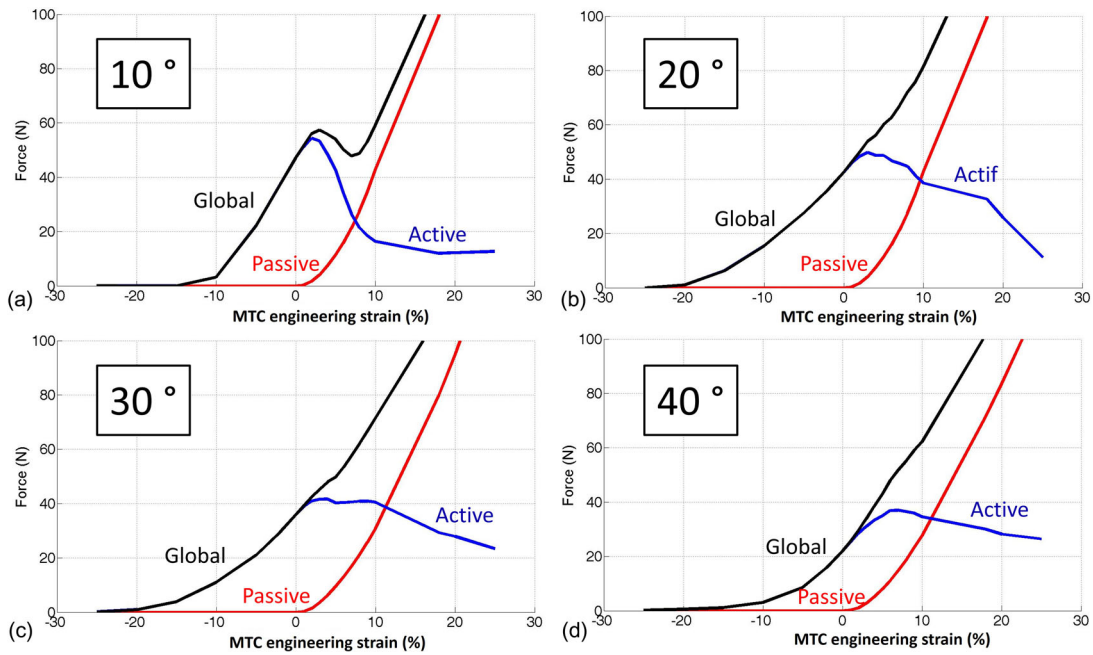 100
80
60
40
20
0
Force (N)
10 °
Global
Active
Passive
(a)
-30 -20 -10 0 10 20 30
MTC engineering strain (%)
100
80
60
40
20
0
Force (N)
20 °
Actif
Global
Passive
(b)
-30 -20 -10 0 10 20 30
MTC engineering strain (%)
100
80
60
40
20
0
Force (N)
30 °
Active
Global
Passive
(c)
-30 -20 -10 0 10 20 30
MTC engineering strain (%)
100
80
60
40
20
0
Force (N)
40 °
Active
Global
Passive
(d)
-30 -20 -10 0 10 20 30
MTC engineering strain (%)